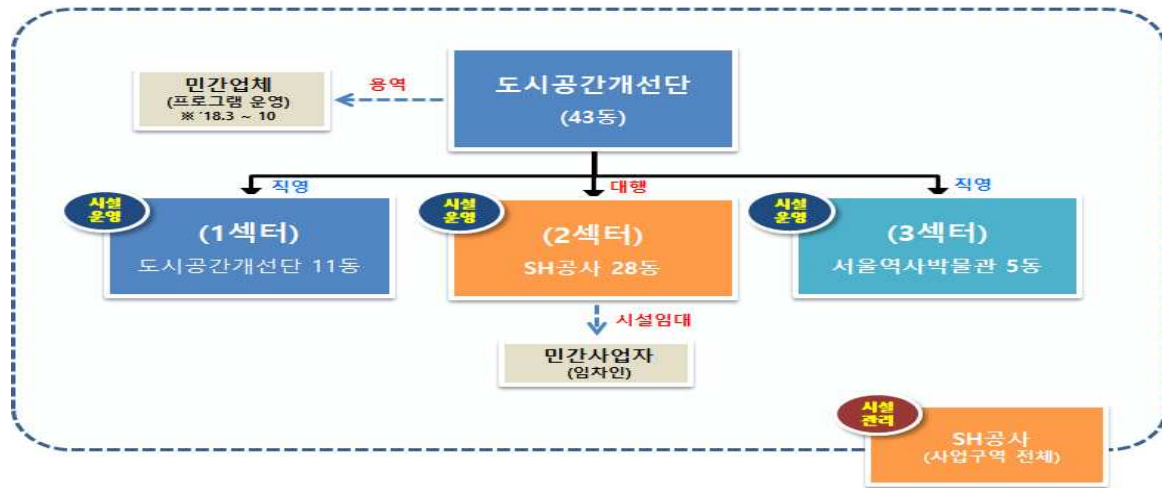 민간업체
(프로그램 운영)
※ ´18.3 ~ 10
용역
도시공간개선단
(43동)
직영
대행
직영
시설
운영
(1섹터)
도시공간개선단 11동
시설
운영
(2섹터)
SH공사 28동
시설
운영
(3섹터)
서울역사박물관 5동
시설임대
민간사업자
(임차인)
시설
관리
SH공사
(사업구역 전체)